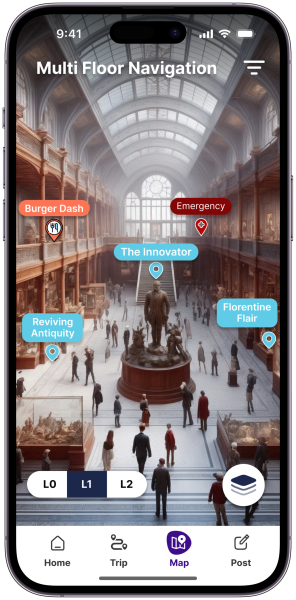 9:41
Multi Floor Navigation
Burger Dash
Emergency
The Innovator
Florentine
Flair
Reviving
Antiquity
L0 L1 L2
Home Trip Map Post